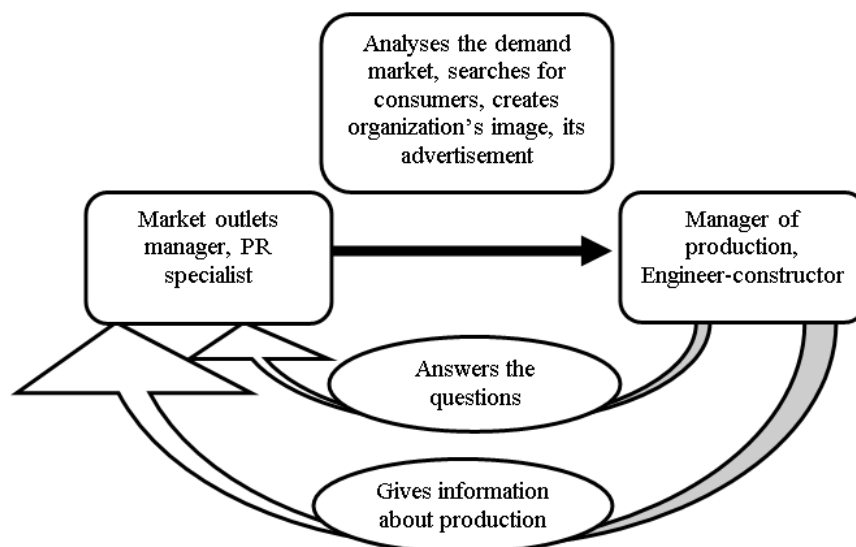 Analyses the demand
market, searches for
consumers, creates
organization's image, its
advertisement
Market outlets
manager, PR
specialist
Manager of
production,
Engineer-constructor
Answers the
questions
Gives information
about production